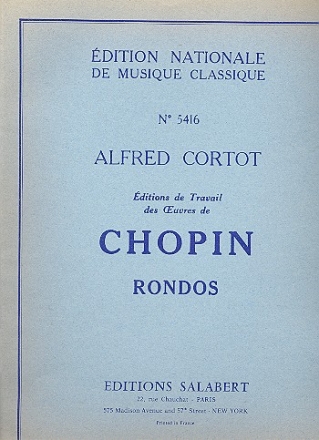 ÉDITION NATIONALE
DE MUSIQUE CLASSIQUE
N° 5416
ALFRED CORTOT
Éditions de Travail
des Œuvres de
CHOPIN
RONDOS
EDITIONS SALABERT
22, rue Chauchat - PARIS
575 Madison Avenue and 57th Street - NEW.YORK
Printed in France